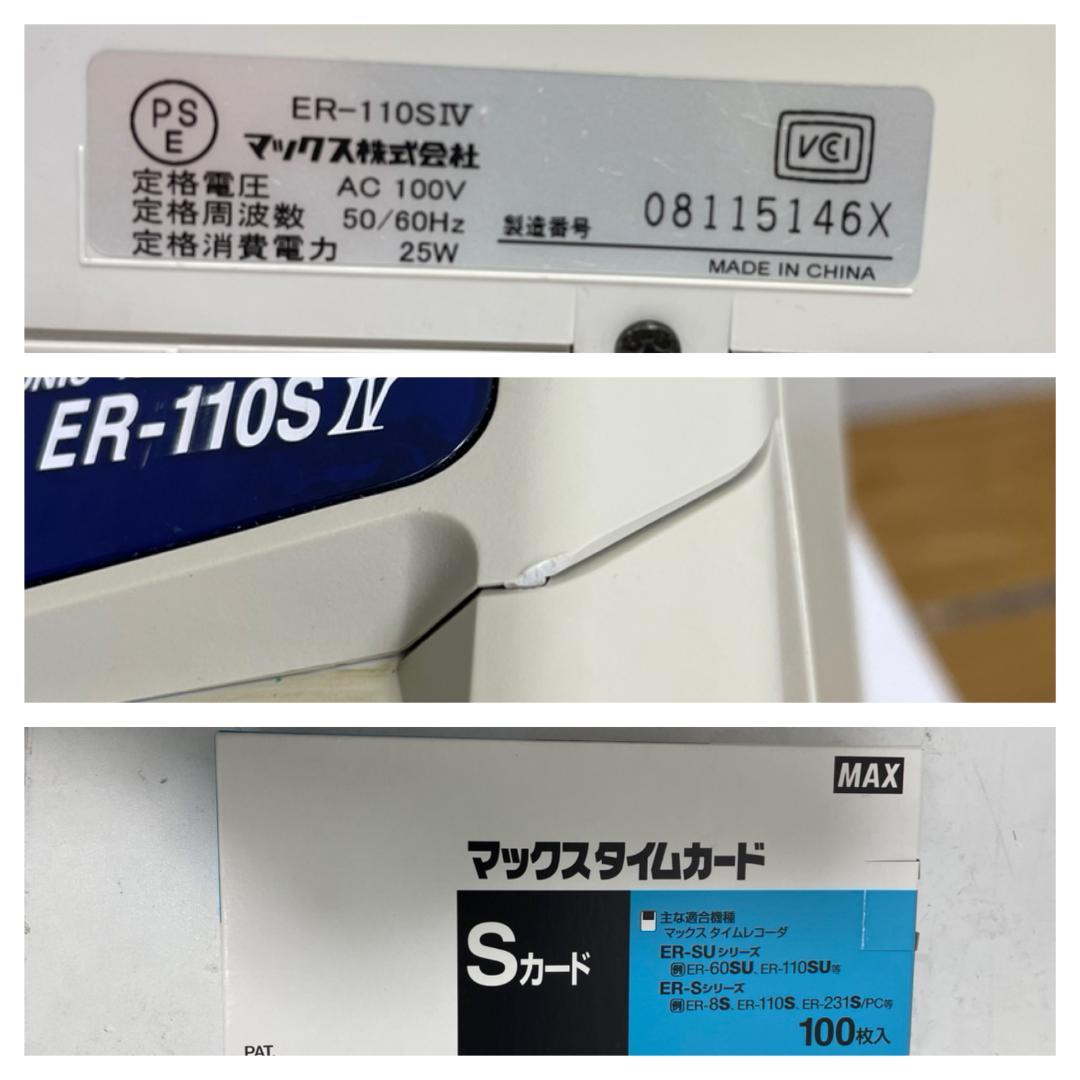 PSE
ER-110SIV
マックス株式会社
定格電圧 AC 100V
定格周波数 50/60Hz
定格消費電力 25W
VCCI
製造番号 08115146X
MADE IN CHINA
ER-110S IV
MAX
マックスタイムカード
Sカード
主な適合機種
マックス タイムレコーダ
ER-SUシリーズ
例ER-60SU、ER-110SU等
ER-Sシリーズ
例ER-8S、ER-110S、ER-231S/PC等
100枚入
PAT.